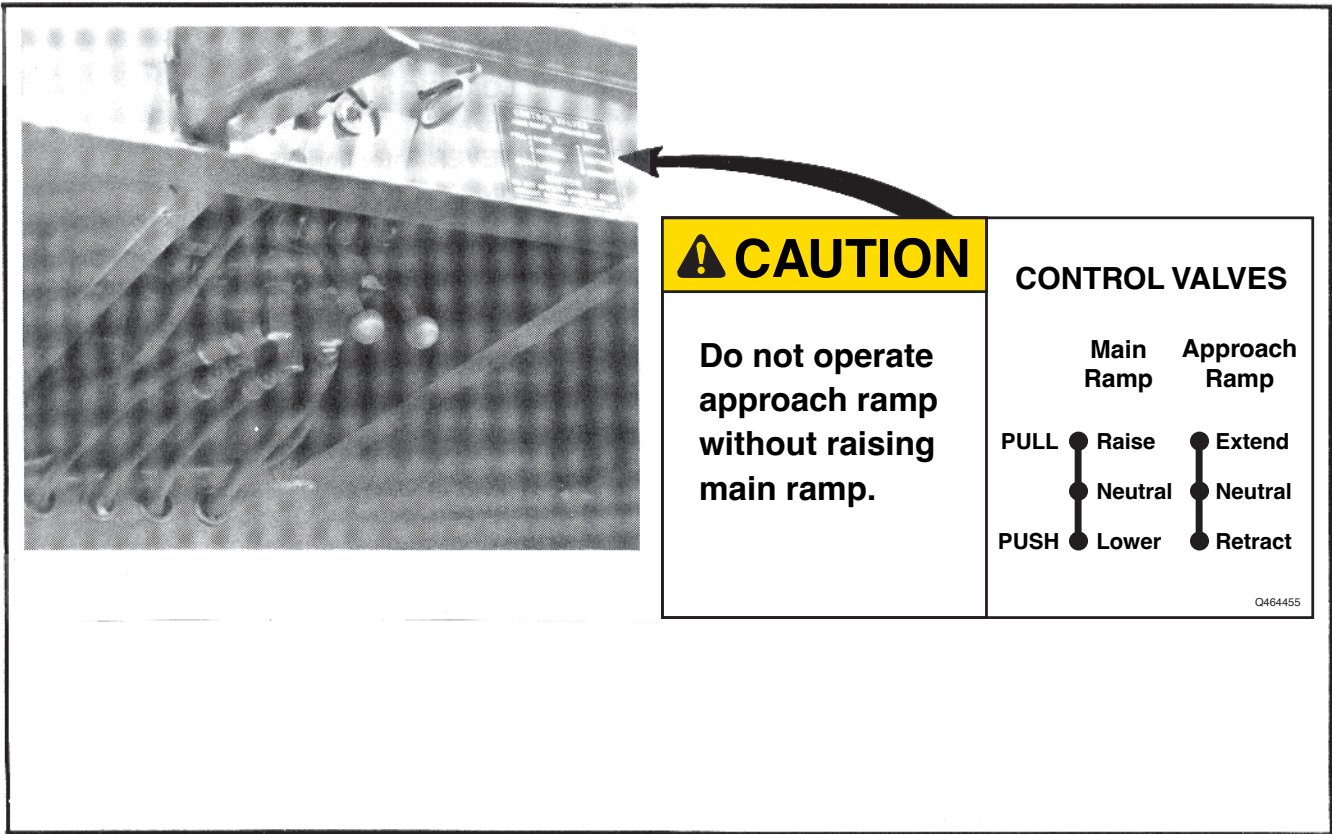 CAUTION
Do not operate
approach ramp
without raising
main ramp.
CONTROL VALVES
Main Ramp
Approach Ramp
PULL Raise Extend
Neutral Neutral
PUSH Lower Retract
Q464455